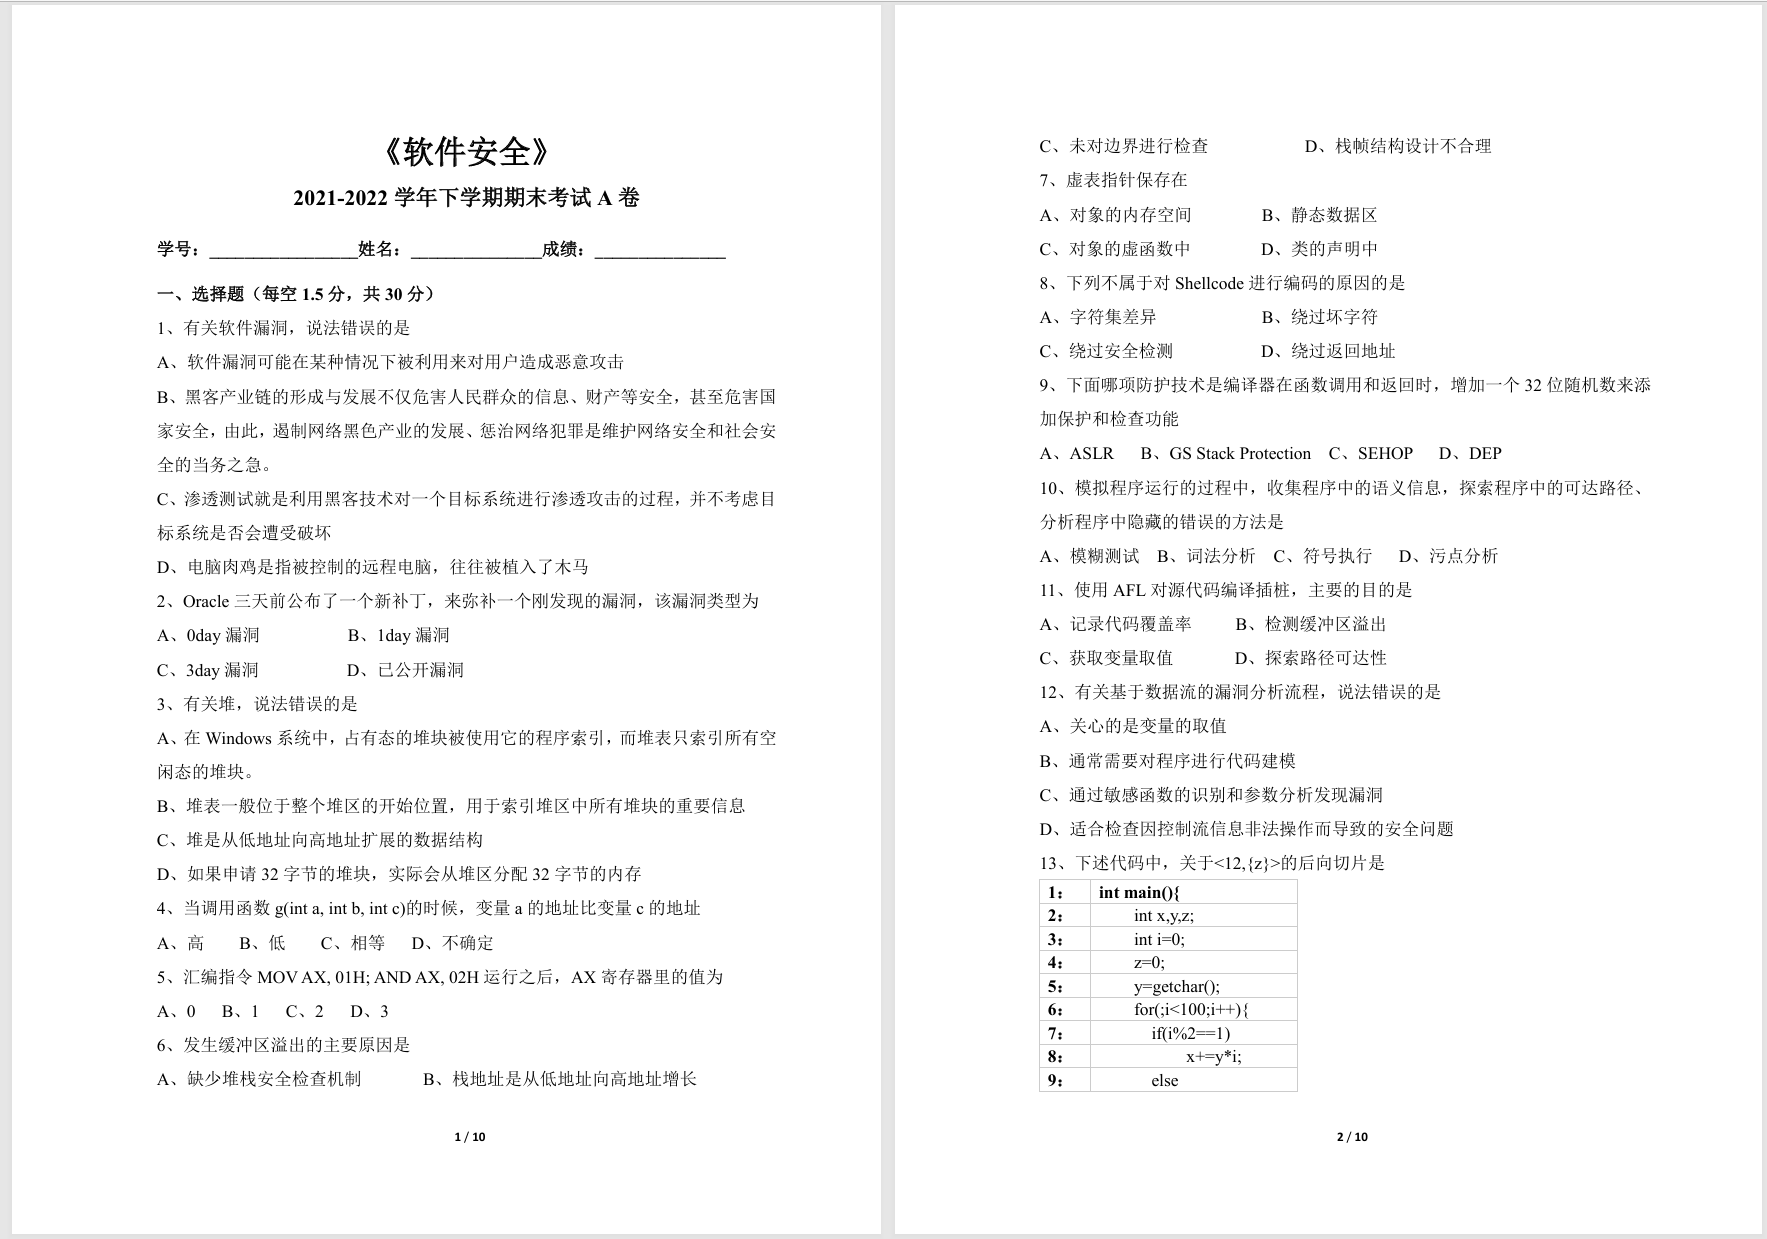 《软件安全》
2021-2022 学年下学期期末考试 A 卷
学号：_________________姓名：_______________成绩：_______________
一、选择题（每空 1.5 分，共 30 分）
1、有关软件漏洞，说法错误的是
A、软件漏洞可能在某种情况下被利用来对用户造成恶意攻击
B、黑客产业链的形成与发展不仅危害人民群众的信息、财产等安全，甚至危害国
家安全，由此，遏制网络黑色产业的发展、惩治网络犯罪是维护网络安全和社会安
全的当务之急。
C、渗透测试就是利用黑客技术对一个目标系统进行渗透攻击的过程，并不考虑目
标系统是否会遭受破坏
D、电脑肉鸡是指被控制的远程电脑，往往被植入了木马
2、Oracle 三天前公布了一个新补丁，来弥补一个刚发现的漏洞，该漏洞类型为
A、0day 漏洞 B、1day 漏洞
C、3day 漏洞 D、已公开漏洞
3、有关堆，说法错误的是
A、在 Windows 系统中，占有态的堆块被使用它的程序索引，而堆表只索引所有空
闲态的堆块。
B、堆表一般位于整个堆区的开始位置，用于索引堆区中所有堆块的重要信息
C、堆是从低地址向高地址扩展的数据结构
D、如果申请 32 字节的堆块，实际会从堆区分配 32 字节的内存
4、当调用函数 g(int a, int b, int c)的时候，变量 a 的地址比变量 c 的地址
A、高 B、低 C、相等 D、不确定
5、汇编指令 MOV AX, 01H; AND AX, 02H 运行之后，AX 寄存器里的值为
A、0 B、1 C、2 D、3
6、发生缓冲区溢出的主要原因是
A、缺少堆栈安全检查机制 B、栈地址是从低地址向高地址增长
1 / 10
C、未对边界进行检查 D、栈帧结构设计不合理
7、虚表指针保存在
A、对象的内存空间 B、静态数据区
C、对象的虚函数中 D、类的声明中
8、下列不属于对 Shellcode 进行编码的原因的是
A、字符集差异 B、绕过坏字符
C、绕过安全检测 D、绕过返回地址
9、下面哪项防护技术是编译器在函数调用和返回时，增加一个 32 位随机数来添
加保护和检查功能
A、ASLR B、GS Stack Protection C、SEHOP D、DEP
10、模拟程序运行的过程中，收集程序中的语义信息，探索程序中的可达路径、
分析程序中隐藏的错误的方法是
A、模糊测试 B、词法分析 C、符号执行 D、污点分析
11、使用 AFL 对源代码编译插桩，主要的目的是
A、记录代码覆盖率 B、检测缓冲区溢出
C、获取变量取值 D、探索路径可达性
12、有关基于数据流的漏洞分析流程，说法错误的是
A、关心的是变量的取值
B、通常需要对程序进行代码建模
C、通过敏感函数的识别和参数分析发现漏洞
D、适合检查因控制流信息非法操作而导致的安全问题
13、下述代码中，关于<12,{z}>的后向切片是
1： int main(){
2： int x,y,z;
3： int i=0;
4： z=0;
5： y=getchar();
6： for(;i<100;i++){
7： if(i%2==1)
8： x+=y*i;
9： else
2 / 10